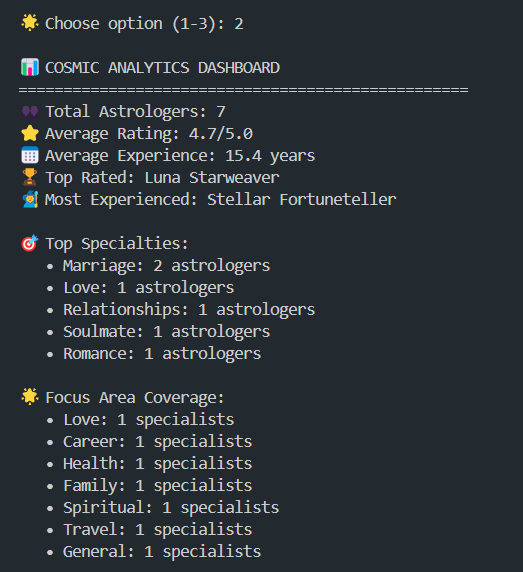 🌟 Choose option (1-3): 2
📊 COSMIC ANALYTICS DASHBOARD
==================================================
👥 Total Astrologers: 7
⭐ Average Rating: 4.7/5.0
📅 Average Experience: 15.4 years
🏆 Top Rated: Luna Starweaver
🧙 Most Experienced: Stellar Fortuneteller
🎯 Top Specialties:
• Marriage: 2 astrologers
• Love: 1 astrologers
• Relationships: 1 astrologers
• Soulmate: 1 astrologers
• Romance: 1 astrologers
🌟 Focus Area Coverage:
• Love: 1 specialists
• Career: 1 specialists
• Health: 1 specialists
• Family: 1 specialists
• Spiritual: 1 specialists
• Travel: 1 specialists
• General: 1 specialists